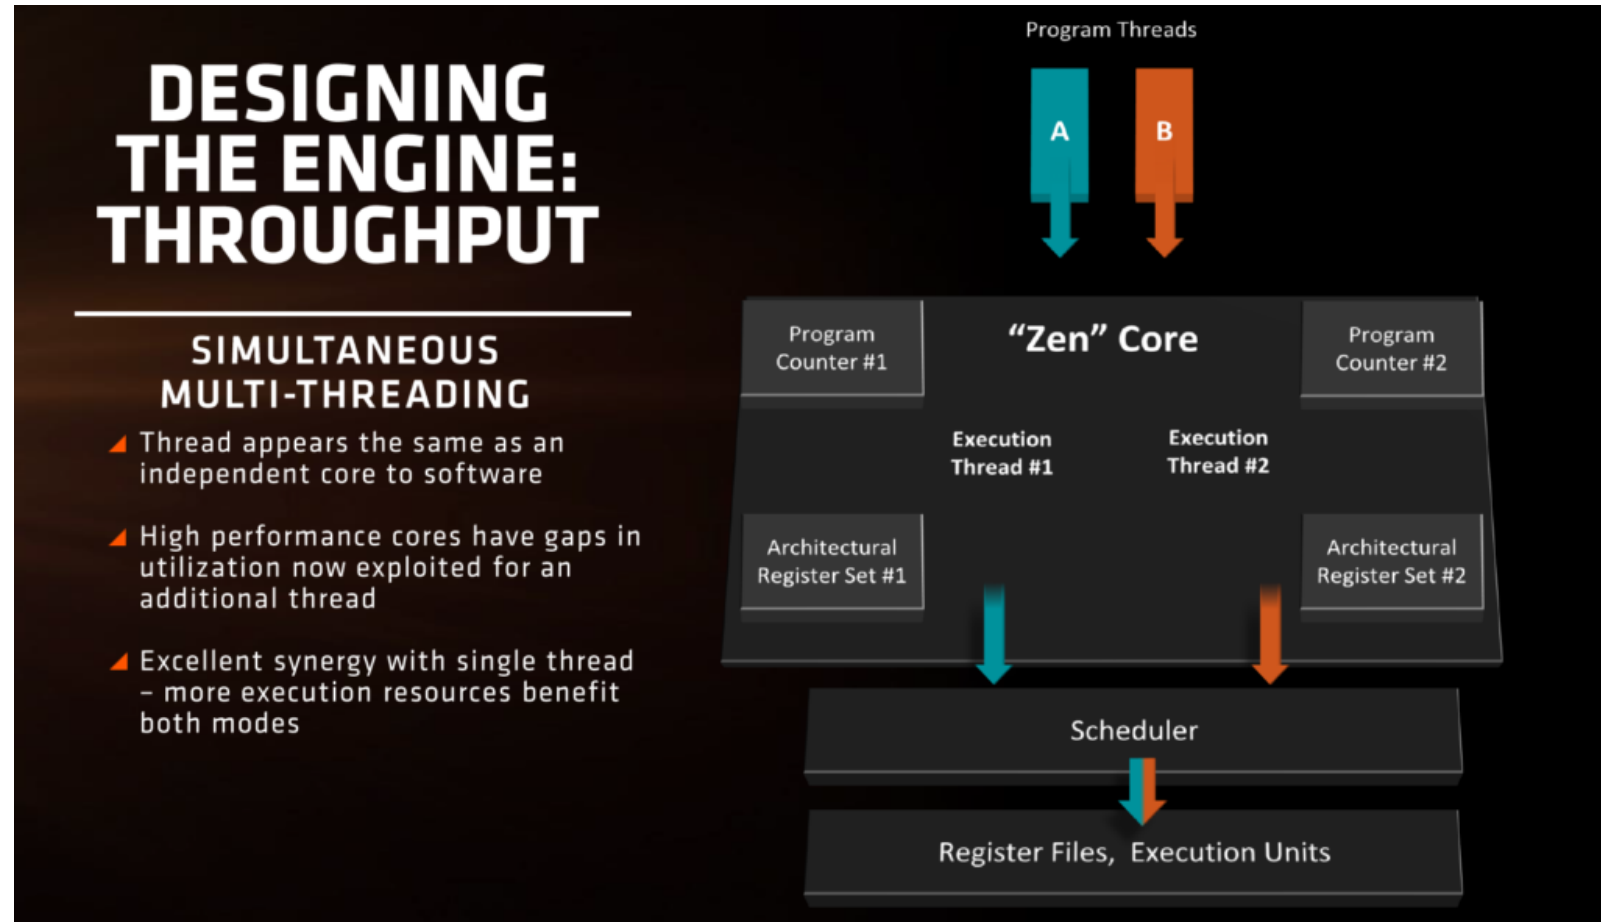 DESIGNING
THE ENGINE:
THROUGHPUT
SIMULTANEOUS
MULTI-THREADING
Thread appears the same as an
independent core to software
High performance cores have gaps in
utilization now exploited for an
additional thread
Excellent synergy with single thread
– more execution resources benefit
both modes
Program Threads
A
B
Program
Counter #1
“Zen” Core
Program
Counter #2
Execution
Thread #1
Execution
Thread #2
Architectural
Register Set #1
Architectural
Register Set #2
Scheduler
Register Files, Execution Units